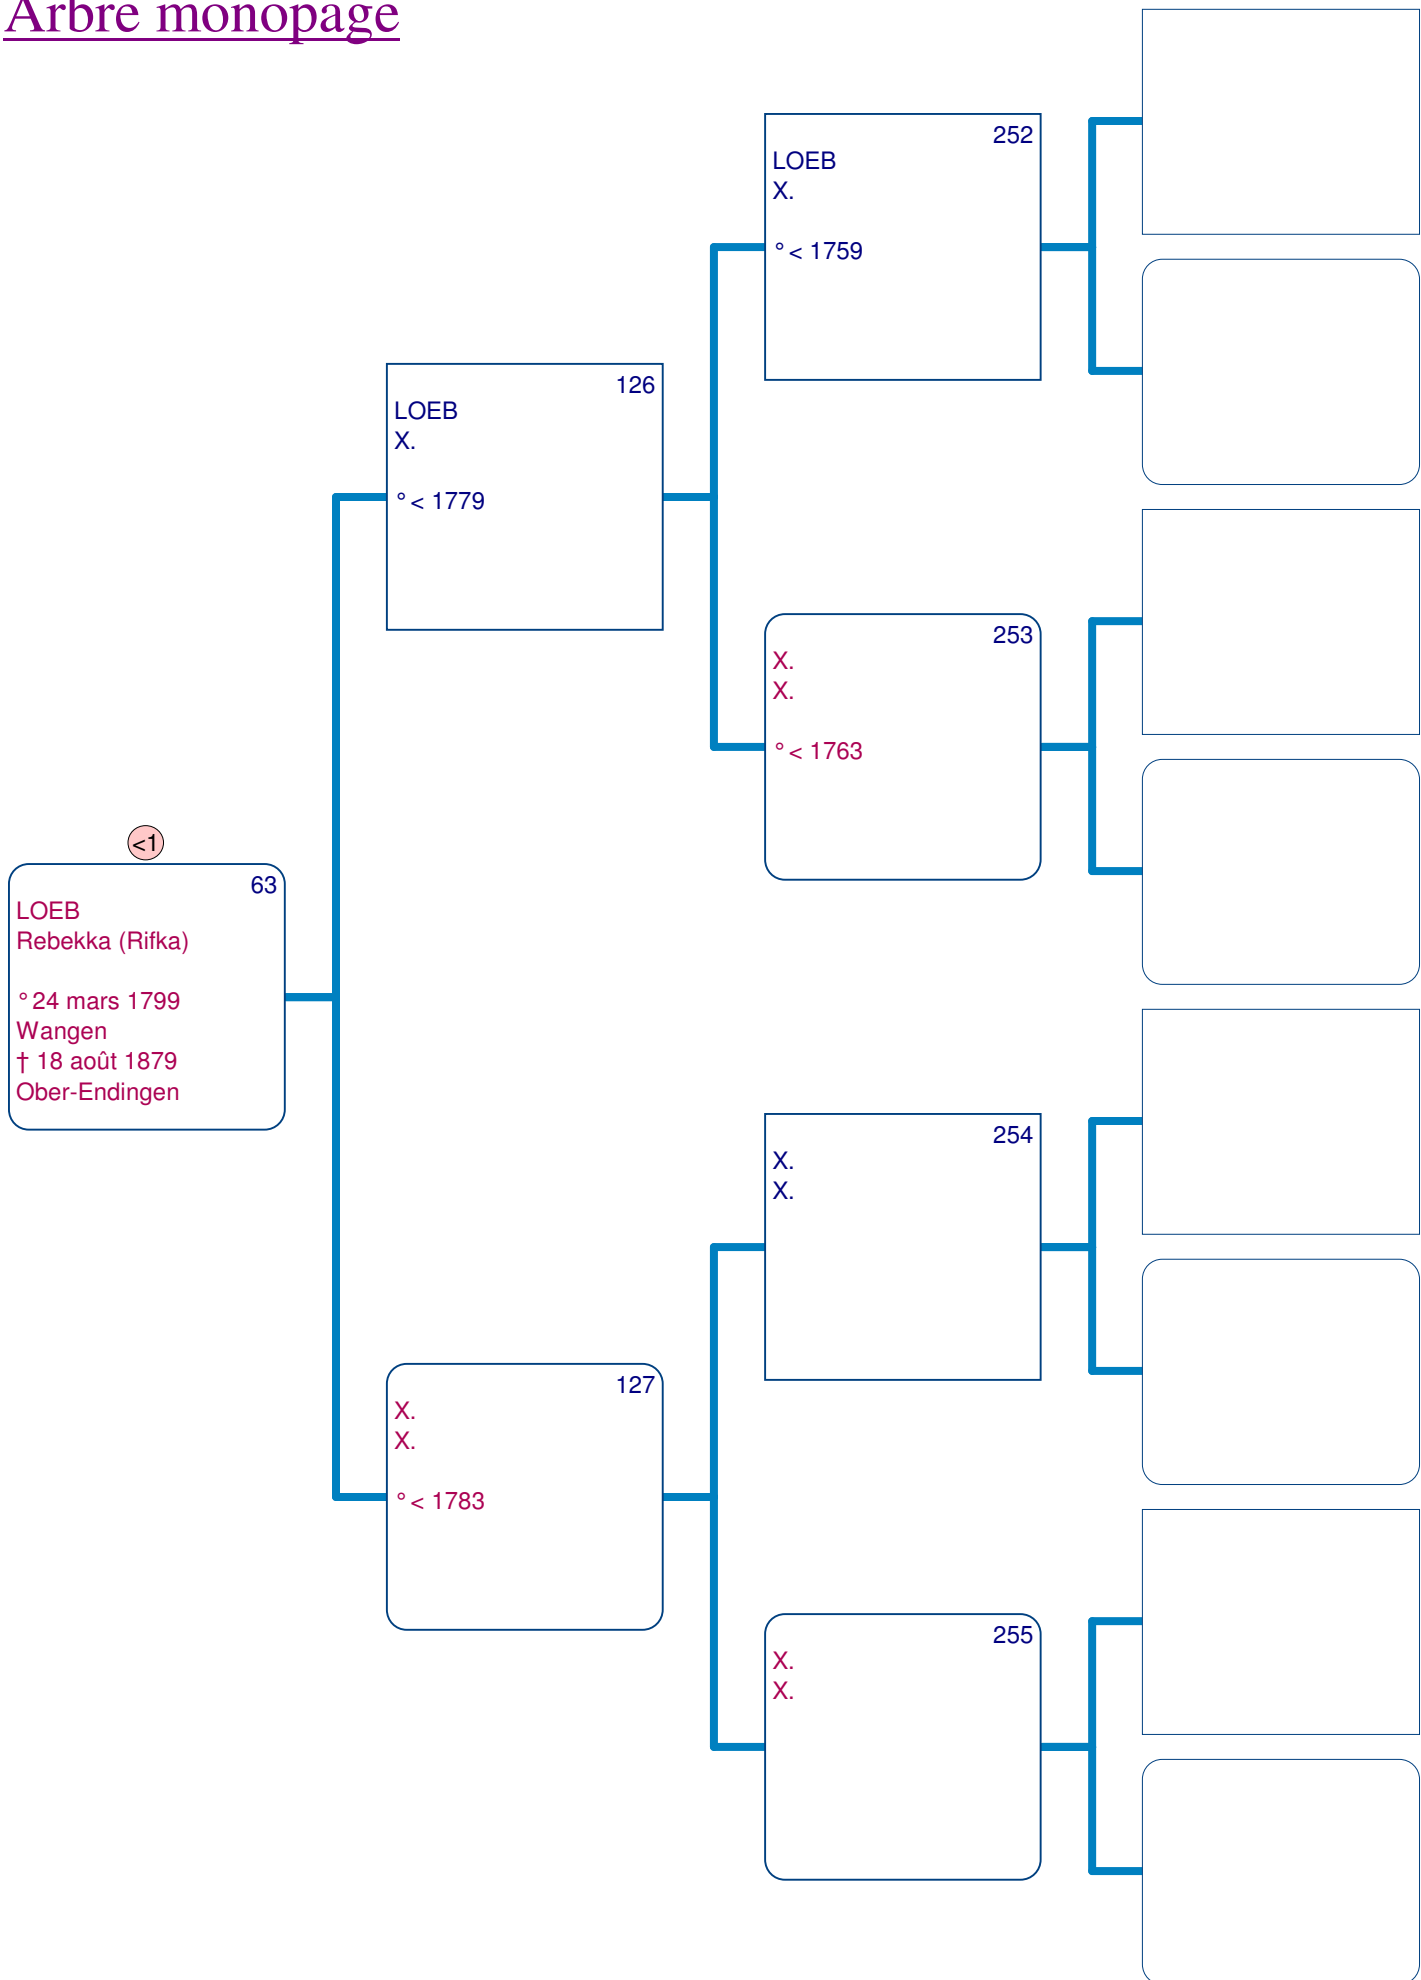 Arbre monopage
252
LOEB
X.
° < 1759
126
LOEB
X.
° < 1779
253
X.
X.
° < 1763
<1
63
LOEB
Rebekka (Rifka)
° 24 mars 1799
Wangen
† 18 août 1879
Ober-Endingen
254
X.
X.
127
X.
X.
° < 1783
255
X.
X.